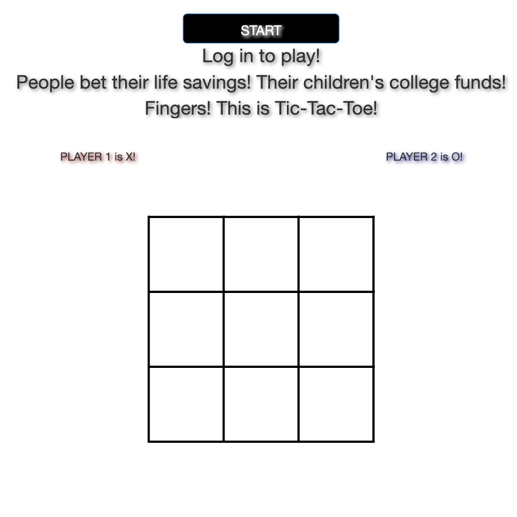 START
Log in to play!
People bet their life savings! Their children's college funds!
Fingers! This is Tic-Tac-Toe!
PLAYER 1 is X!
PLAYER 2 is O!